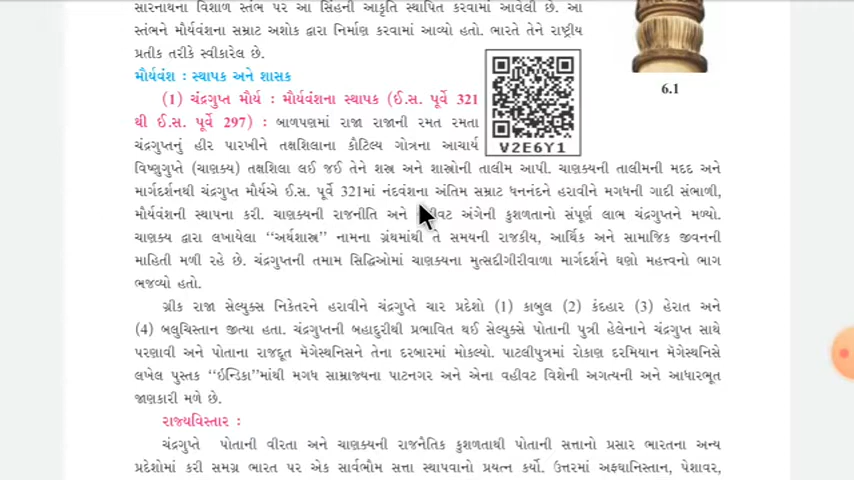 સારનાથના વિશાળ સ્તંભ પર આ સિંહની આકૃતિ સ્થાપિત કરવામાં આવેલી છે. આ
સ્તંભને મૌર્યવંશના સમ્રાટ અશોક દ્વારા નિર્માણ કરવામાં આવ્યો હતો. ભારતે તેને રાષ્ટ્રીય
પ્રતીક તરીકે સ્વીકારેલ છે.
6.1
મૌર્યવંશ : સ્થાપક અને શાસક
(1) ચંદ્રગુપ્ત મૌર્ય : મૌર્યવંશના સ્થાપક (ઈ.સ. પૂર્વે 321
થી ઈ.સ. પૂર્વે 297) : બાળપણમાં રાજા રાજાની રમત રમતા
ચંદ્રગુપ્તનું હીર પારખીને તક્ષશિલાના કૌટિલ્ય ગોત્રના આચાર્ય
V2E6Y1
વિષ્ણુગુપ્તે (ચાણક્ય) તક્ષશિલા લઈ જઈ તેને શસ્ત્ર અને શાસ્ત્રોની તાલીમ આપી. ચાણક્યની તાલીમની મદદ અને
માર્ગદર્શનથી ચંદ્રગુપ્ત મૌર્યએ ઈ.સ. પૂર્વે 321માં નંદવંશના અંતિમ સમ્રાટ ધનનંદને હરાવીને મગધની ગાદી સંભાળી,
મૌર્યવંશની સ્થાપના કરી. ચાણક્યની રાજનીતિ અને અંગેની કુશળતાનો સંપૂર્ણ લાભ ચંદ્રગુપ્તને મળ્યો.
ચાણક્ય દ્વારા લખાયેલા ‘‘અર્થશાસ્ત્ર’’ નામના ગ્રંથમાંથી તે સમયની રાજકીય, આર્થિક અને સામાજિક જીવનની
માહિતી મળી રહે છે. ચંદ્રગુપ્તની તમામ સિદ્ધિઓમાં ચાણક્યના મુત્સદીગીરીવાળા માર્ગદર્શને ઘણો મહત્ત્વનો ભાગ
ભજવ્યો હતો.
ગ્રીક રાજા સેલ્યુક્સ નિકેતરને હરાવીને ચંદ્રગુપ્તે ચાર પ્રદેશો (1) કાબુલ (2) કંદહાર (3) હેરાત અને
(4) બલુચિસ્તાન જીત્યા હતા. ચંદ્રગુપ્તની બહાદુરીથી પ્રભાવિત થઈ સેલ્યુક્સે પોતાની પુત્રી હેલેનાને ચંદ્રગુપ્ત સાથે
પરણાવી અને પોતાના રાજદૂત મૅગેસ્થનિસને તેના દરબારમાં મોકલ્યો. પાટલીપુત્રમાં રોકાણ દરમિયાન મૅગેસ્થનિસે
લખેલ પુસ્તક ‘‘ઇન્ડિકા’’માંથી મગધ સામ્રાજ્યના પાટનગર અને એના વહીવટ વિશેની અગત્યની અને આધારભૂત
જાણકારી મળે છે.
રાજ્યવિસ્તાર :
ચંદ્રગુપ્તે પોતાની વીરતા અને ચાણક્યની રાજનૈતિક કુશળતાથી પોતાની સત્તાનો પ્રસાર ભારતના અન્ય
પ્રદેશોમાં કરી સમગ્ર ભારત પર એક સાર્વભૌમ સત્તા સ્થાપવાનો પ્રયત્ન કર્યો. ઉત્તરમાં અફઘાનિસ્તાન, પેશાવર,